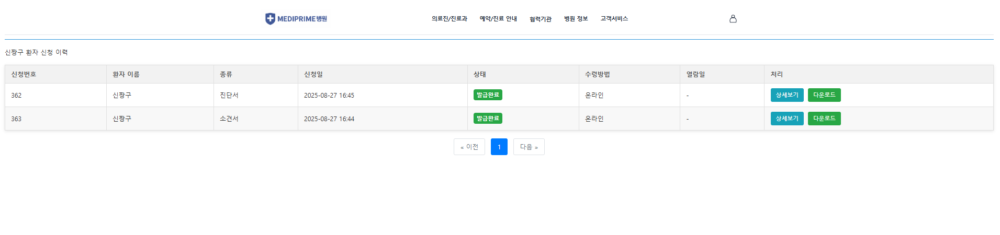 MEDIPRIME병원 의료진/진료과 예약/진료 안내 협력기관 병원 정보 고객서비스
신짱구 환자 신청 이력
신청번호 환자 이름 종류 신청일 상태 수령방법 열람일 처리
362 신짱구 진단서 2025-08-27 16:45 발급완료 온라인 - 상세보기 다운로드
363 신짱구 소견서 2025-08-27 16:44 발급완료 온라인 - 상세보기 다운로드
« 이전 1 다음 »